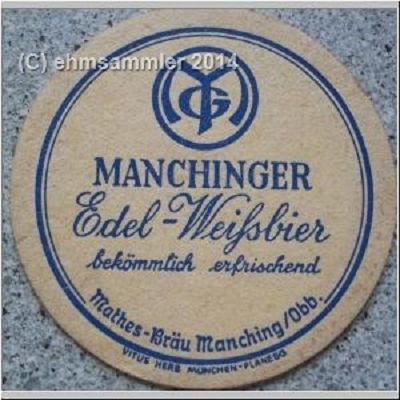 (C) ehmsammler 2014
MANCHINGER
Edel-Weißbier
bekömmlich erfrischend
Mathes-Bräu Manching/Obb.
VITUS HERB MÜNCHEN-PLANEGG